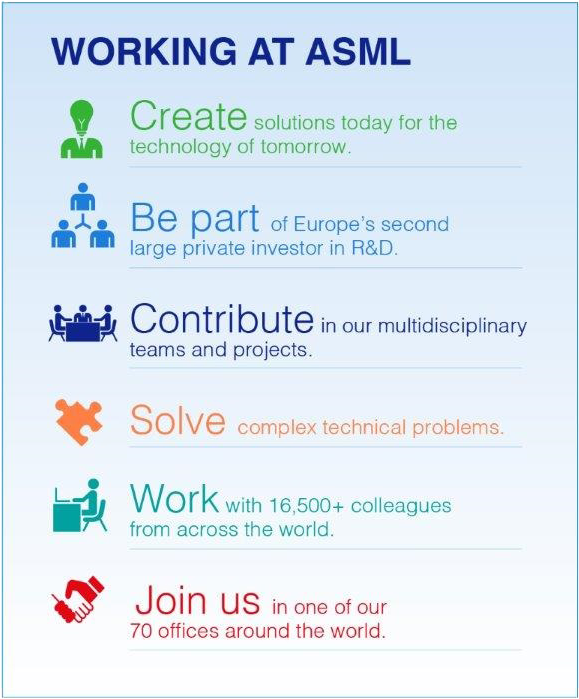 WORKING AT ASML
Create solutions today for the
technology of tomorrow.
Be part of Europe's second
large private investor in R&D.
Contribute in our multidisciplinary
teams and projects.
Solve complex technical problems.
Work with 16,500+ colleagues
from across the world.
Join us in one of our
70 offices around the world.